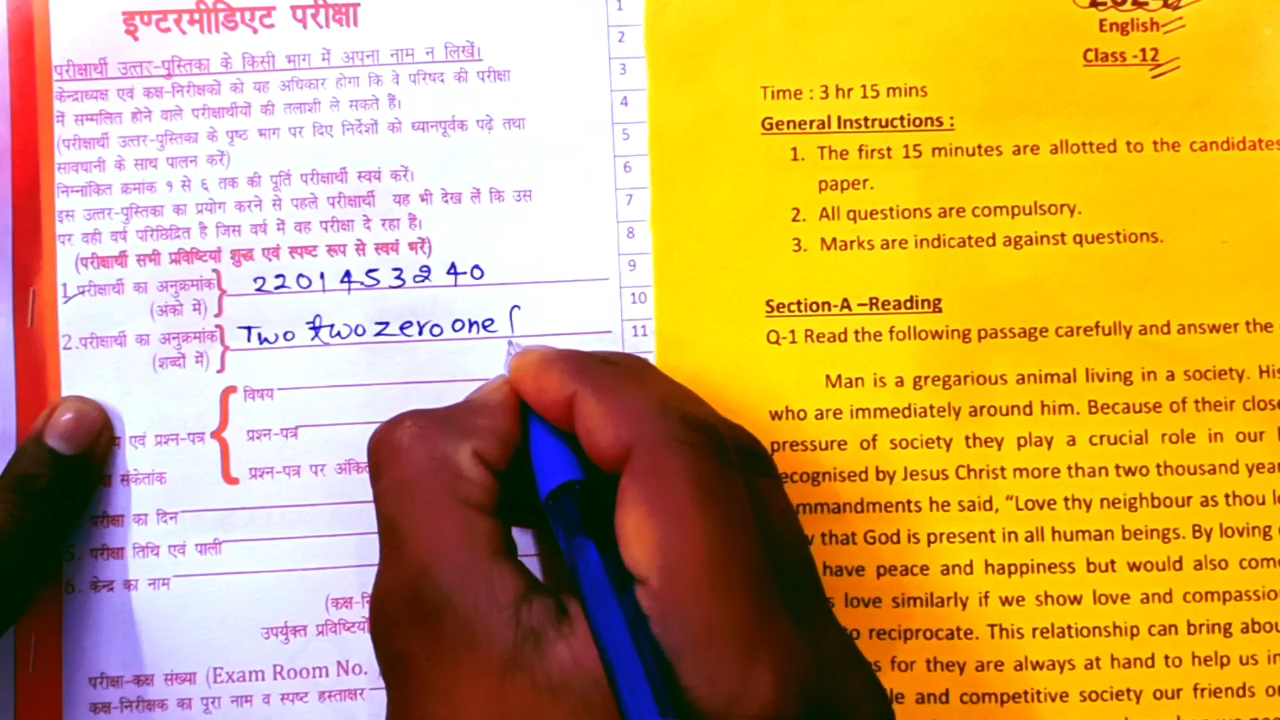 इण्टरमीडिएट परीक्षा
परीक्षार्थी उत्तर-पुस्तिका के किसी भाग में अपना नाम न लिखें।
केन्द्राध्यक्ष एवं कक्ष-निरीक्षकों को यह अधिकार होगा कि वे परिषद की परीक्षा
में सम्मलित होने वाले परीक्षार्थीयों की तलाशी ले सकते हैं।
(परीक्षार्थी उत्तर-पुस्तिका के पृष्ठ भाग पर दिए निर्देशों को ध्यानपूर्वक पढ़े तथा
सावधानी के साथ पालन करें)
निम्नांकित क्रमांक १ से ६ तक की पूर्ति परीक्षार्थी स्वयं करें।
इस उत्तर-पुस्तिका का प्रयोग करने से पहले परीक्षार्थी यह भी देख लें कि उस
पर वही वर्ष परिछिद्रित है जिस वर्ष में वह परीक्षा दे रहा है।
(परीक्षार्थी सभी प्रविष्टियां शुद्ध एवं स्पष्ट रूप से स्वयं भरें)
1. परीक्षार्थी का अनुक्रमांक 2201453240
(अंको में)
2. परीक्षार्थी का अनुक्रमांक Two two zero one f
(शब्दों में)
विषय
एवं प्रश्न-पत्र प्रश्न-पत्र
संकेतांक प्रश्न-पत्र पर अंकित
परीक्षा का दिन
5. परीक्षा तिथि एवं पाली
6. केन्द्र का नाम
(कक्ष-नि
उपर्युक्त प्रविष्टियों
परीक्षा-कक्ष संख्या (Exam Room No.
कक्ष-निरीक्षक का पूरा नाम व स्पष्ट हस्ताक्षर
1
2
3
4
5
6
7
8
9
10
11
English
Class -12
Time : 3 hr 15 mins
General Instructions :
1. The first 15 minutes are allotted to the candidates
paper.
2. All questions are compulsory.
3. Marks are indicated against questions.
Section-A –Reading
Q-1 Read the following passage carefully and answer the
Man is a gregarious animal living in a society. His
who are immediately around him. Because of their close
pressure of society they play a crucial role in our
ecognised by Jesus Christ more than two thousand year
mmandments he said, “Love thy neighbour as thou l
that God is present in all human beings. By loving
have peace and happiness but would also com
love similarly if we show love and compassio
o reciprocate. This relationship can bring abou
s for they are always at hand to help us in
le and competitive society our friends o